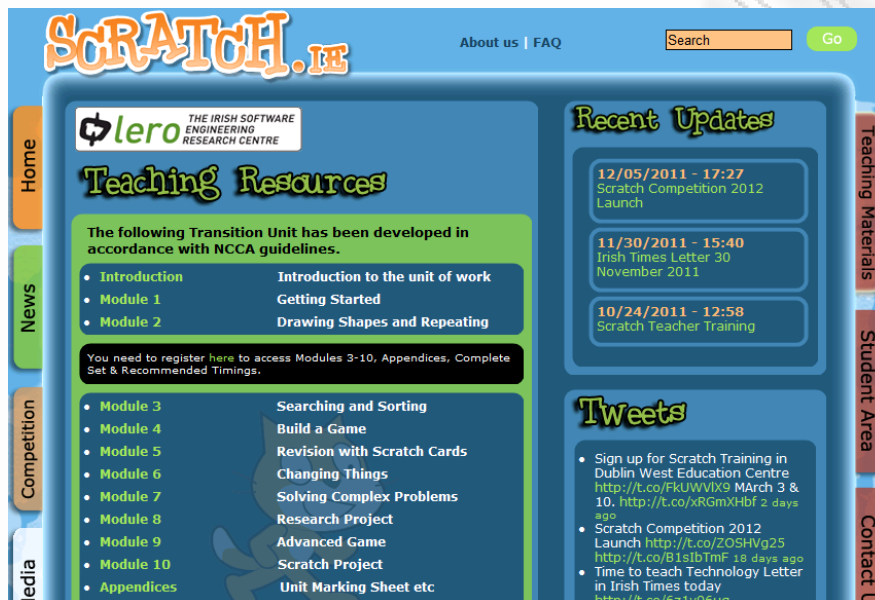 SCRATCH.IE
About us | FAQ
Search
Go
Home
News
Competition
lero THE IRISH SOFTWARE
ENGINEERING
RESEARCH CENTRE
Teaching Resources
The following Transition Unit has been developed in
accordance with NCCA guidelines.
• Introduction Introduction to the unit of work
• Module 1 Getting Started
• Module 2 Drawing Shapes and Repeating
You need to register here to access Modules 3-10, Appendices, Complete
Set & Recommended Timings.
• Module 3 Searching and Sorting
• Module 4 Build a Game
• Module 5 Revision with Scratch Cards
• Module 6 Changing Things
• Module 7 Solving Complex Problems
• Module 8 Research Project
• Module 9 Advanced Game
• Module 10 Scratch Project
• Appendices Unit Marking Sheet etc
Recent Updates
12/05/2011 - 17:27
Scratch Competition 2012
Launch
11/30/2011 - 15:40
Irish Times Letter 30
November 2011
10/24/2011 - 12:58
Scratch Teacher Training
Tweets
• Sign up for Scratch Training in
Dublin West Education Centre
http://t.co/FkUWVlX9 MArch 3 &
10. http://t.co/xRGmXHbf 2 days
ago
• Scratch Competition 2012
Launch http://t.co/ZOSHVg25
http://t.co/B1sIbTmF 18 days ago
• Time to teach Technology Letter
in Irish Times today
Teaching Materials
Student Area
Contact